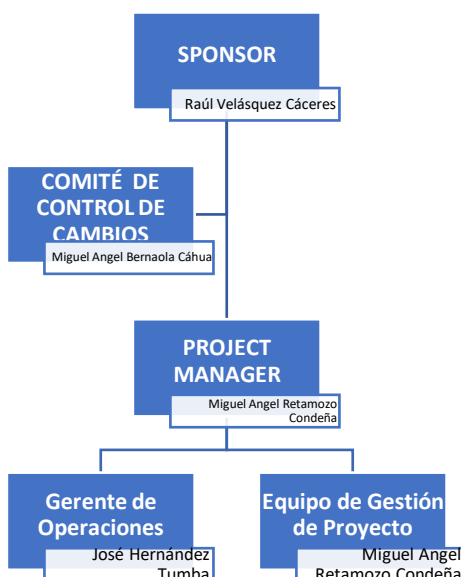 SPONSOR
Raúl Velásquez Cáceres
COMITÉ DE
CONTROL DE
CAMBIOS
Miguel Angel Bernaola Cáhua
PROJECT
MANAGER
Miguel Angel Retamozo
Condeña
Gerente de
Operaciones
José Hernández
Tumba
Equipo de Gestión
de Proyecto
Miguel Angel
Retamozo Condeña